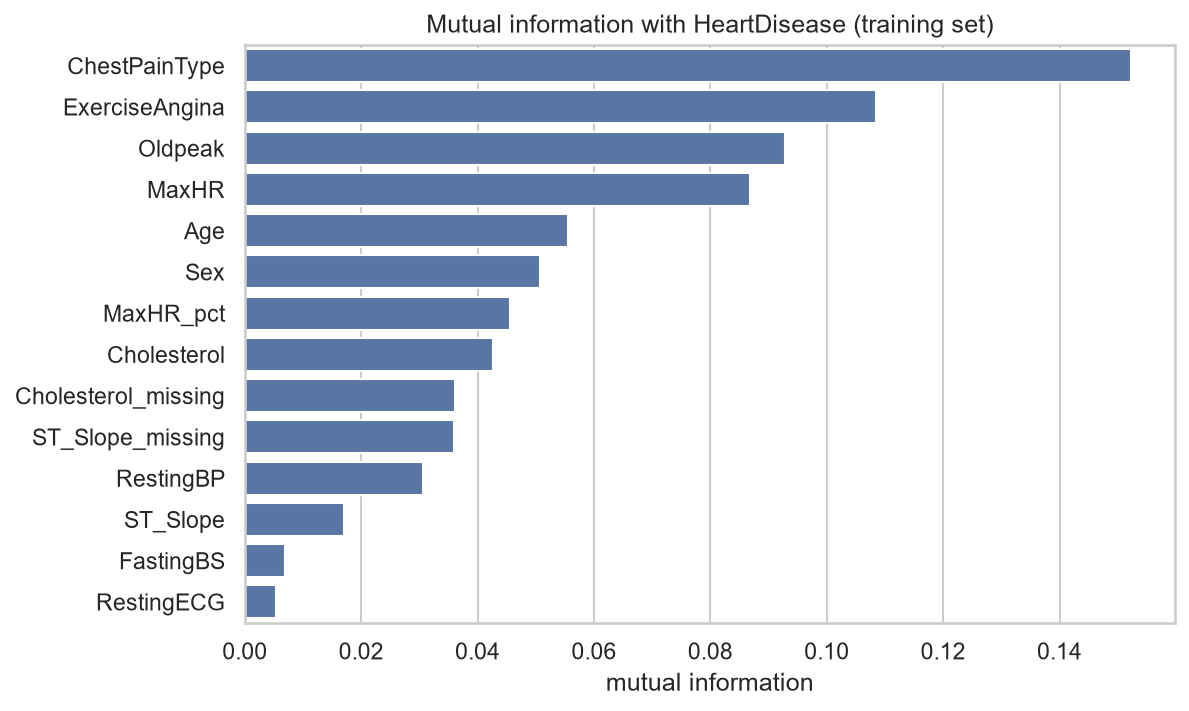 Mutual information with HeartDisease (training set)
ChestPainType
ExerciseAngina
Oldpeak
MaxHR
Age
Sex
MaxHR_pct
Cholesterol
Cholesterol_missing
ST_Slope_missing
RestingBP
ST_Slope
FastingBS
RestingECG
0.00 0.02 0.04 0.06 0.08 0.10 0.12 0.14
mutual information